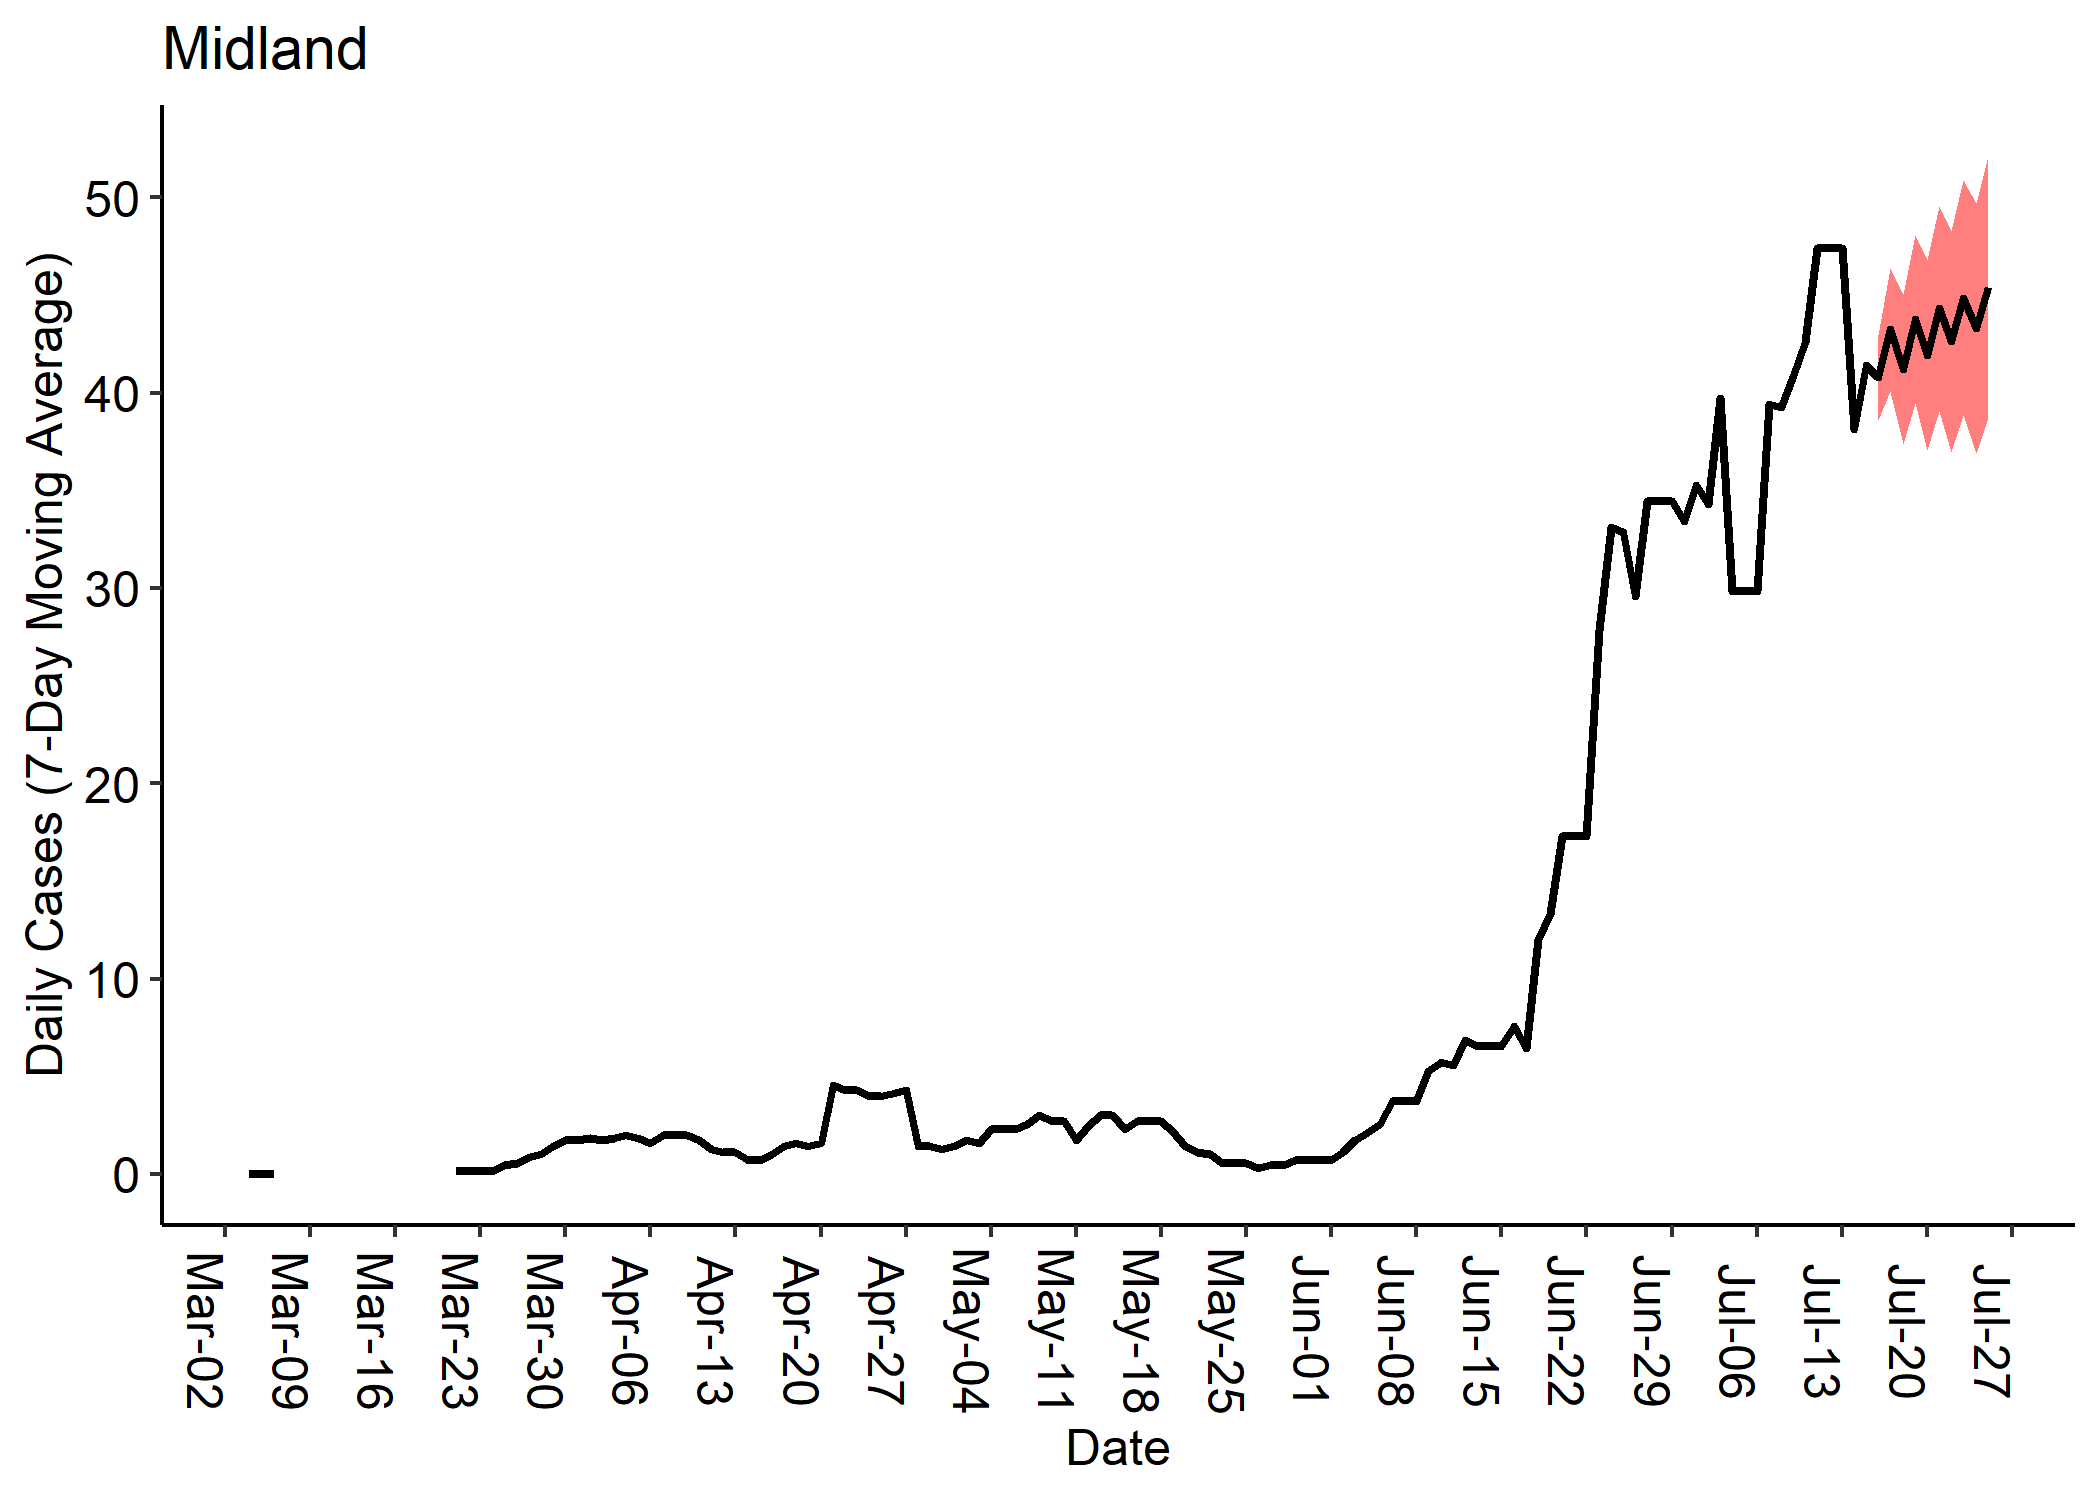 Midland
Daily Cases (7-Day Moving Average)
50
40
30
20
10
0
Mar-02
Mar-09
Mar-16
Mar-23
Mar-30
Apr-06
Apr-13
Apr-20
Apr-27
May-04
May-11
May-18
May-25
Jun-01
Jun-08
Jun-15
Jun-22
Jun-29
Jul-06
Jul-13
Jul-20
Jul-27
Date